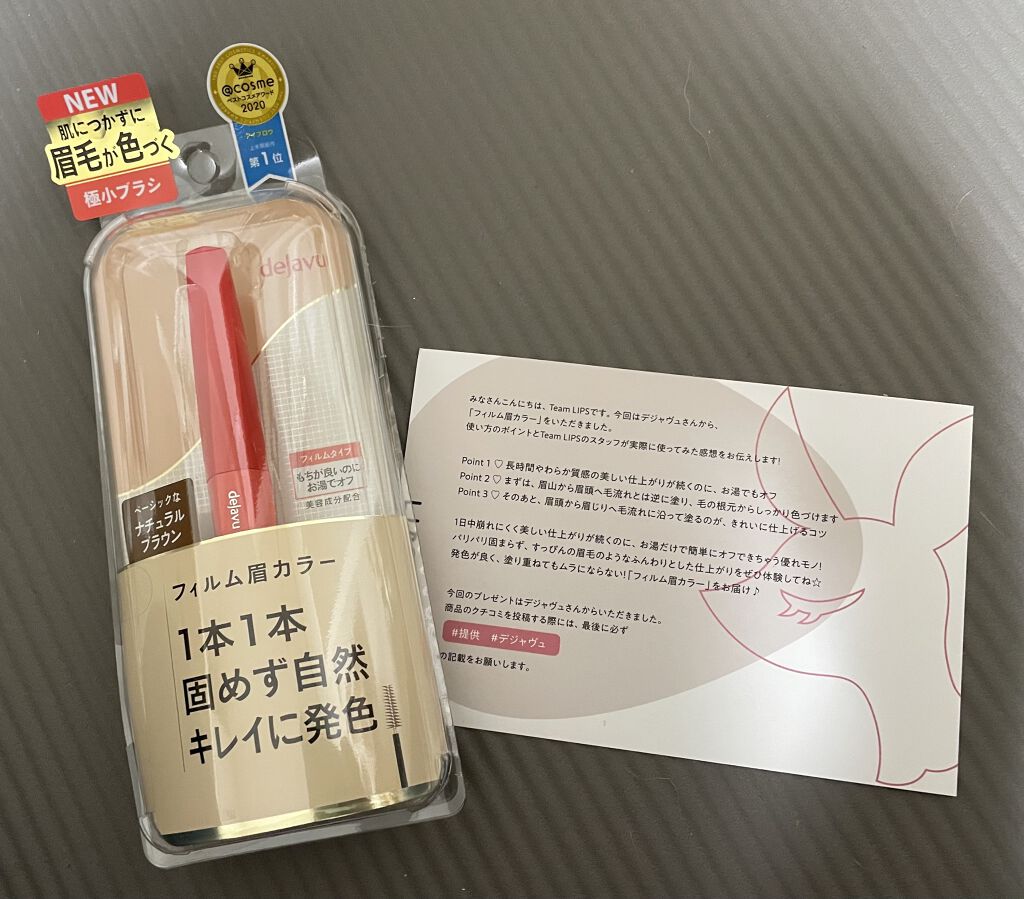 NEW
肌につかずに
眉毛が色づく
極小ブラシ
@cosme
ベストコスメアワード
2020
アイブロウ
上半期新作
第1位
dejavu
フィルムタイプ
もちが良いのに
お湯でオフ
美容成分配合
dejavu
ベーシックな
ナチュラル
ブラウン
フィルム眉カラー
1本1本
固めず自然
キレイに発色
みなさんこんにちは、Team LIPSです。今回はデジャヴュさんから、
「フィルム眉カラー」をいただきました。
使い方のポイントとTeam LIPSのスタッフが実際に使ってみた感想をお伝えします!
Point 1 ♡ 長時間やわらか質感の美しい仕上がりが続くのに、お湯でもオフ
Point 2 ♡ まずは、眉山から眉頭へ毛流れとは逆に塗り、毛の根元からしっかり色づけます
Point 3 ♡ そのあと、眉頭から眉じりへ毛流れに沿って塗るのが、きれいに仕上げるコツ
1日中崩れにくく美しい仕上がりが続くのに、お湯だけで簡単にオフできちゃう優れモノ!
パリパリ固まらず、すっぴんの眉毛のようなふんわりとした仕上がりをぜひ体験してね☆
発色が良く、塗り重ねてもムラにならない!「フィルム眉カラー」をお届け♪
今回のプレゼントはデジャヴュさんからいただきました。
商品のクチコミを投稿する際には、最後に必ず
#提供 #デジャヴュ
の記載をお願いします。